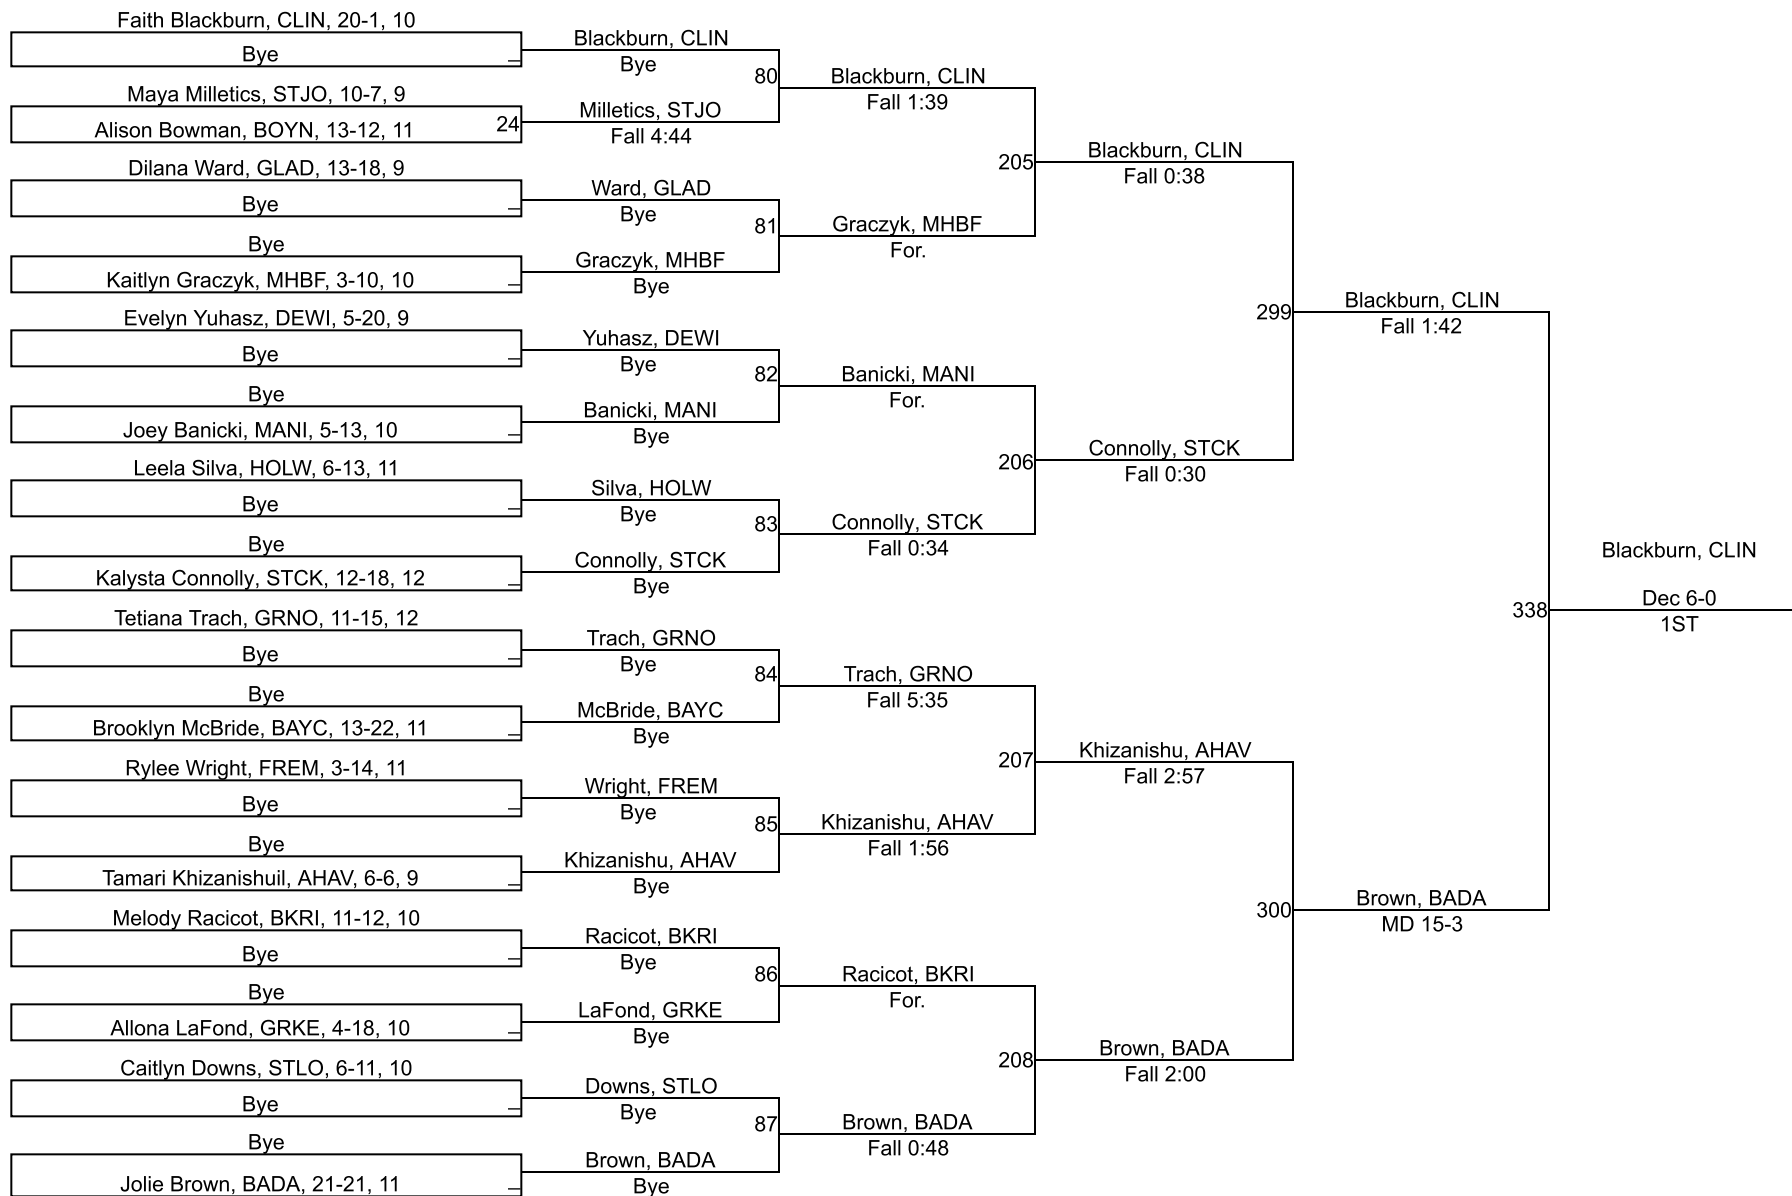 Faith Blackburn, CLIN, 20-1, 10
Bye
Maya Milletics, STJO, 10-7, 9
Alison Bowman, BOYN, 13-12, 11
24
Dilana Ward, GLAD, 13-18, 9
Bye
Bye
Kaitlyn Graczyk, MHBF, 3-10, 10
Evelyn Yuhasz, DEWI, 5-20, 9
Bye
Bye
Joey Banicki, MANI, 5-13, 10
Leela Silva, HOLW, 6-13, 11
Bye
Bye
Kalysta Connolly, STCK, 12-18, 12
Tetiana Trach, GRNO, 11-15, 12
Bye
Bye
Brooklyn McBride, BAYC, 13-22, 11
Rylee Wright, FREM, 3-14, 11
Bye
Bye
Tamari Khizanishuil, AHAV, 6-6, 9
Melody Racicot, BKRI, 11-12, 10
Bye
Bye
Allona LaFond, GRKE, 4-18, 10
Caitlyn Downs, STLO, 6-11, 10
Bye
Bye
Jolie Brown, BADA, 21-21, 11
Blackburn, CLIN
Bye
80
Milletics, STJO
Fall 4:44
Ward, GLAD
Bye
81
Graczyk, MHBF
Bye
Yuhasz, DEWI
Bye
82
Banicki, MANI
Bye
Silva, HOLW
Bye
83
Connolly, STCK
Bye
Trach, GRNO
Bye
84
McBride, BAYC
Bye
Wright, FREM
Bye
85
Khizanishu, AHAV
Bye
Racicot, BKRI
Bye
86
LaFond, GRKE
Bye
Downs, STLO
Bye
87
Brown, BADA
Bye
Blackburn, CLIN
Fall 1:39
205
Graczyk, MHBF
For.
Banicki, MANI
For.
206
Connolly, STCK
Fall 0:34
Trach, GRNO
Fall 5:35
207
Khizanishu, AHAV
Fall 1:56
Racicot, BKRI
For.
208
Brown, BADA
Fall 0:48
Blackburn, CLIN
Fall 0:38
299
Connolly, STCK
Fall 0:30
Khizanishu, AHAV
Fall 2:57
300
Brown, BADA
Fall 2:00
Blackburn, CLIN
Fall 1:42
338
Brown, BADA
MD 15-3
Blackburn, CLIN
Dec 6-0
1ST